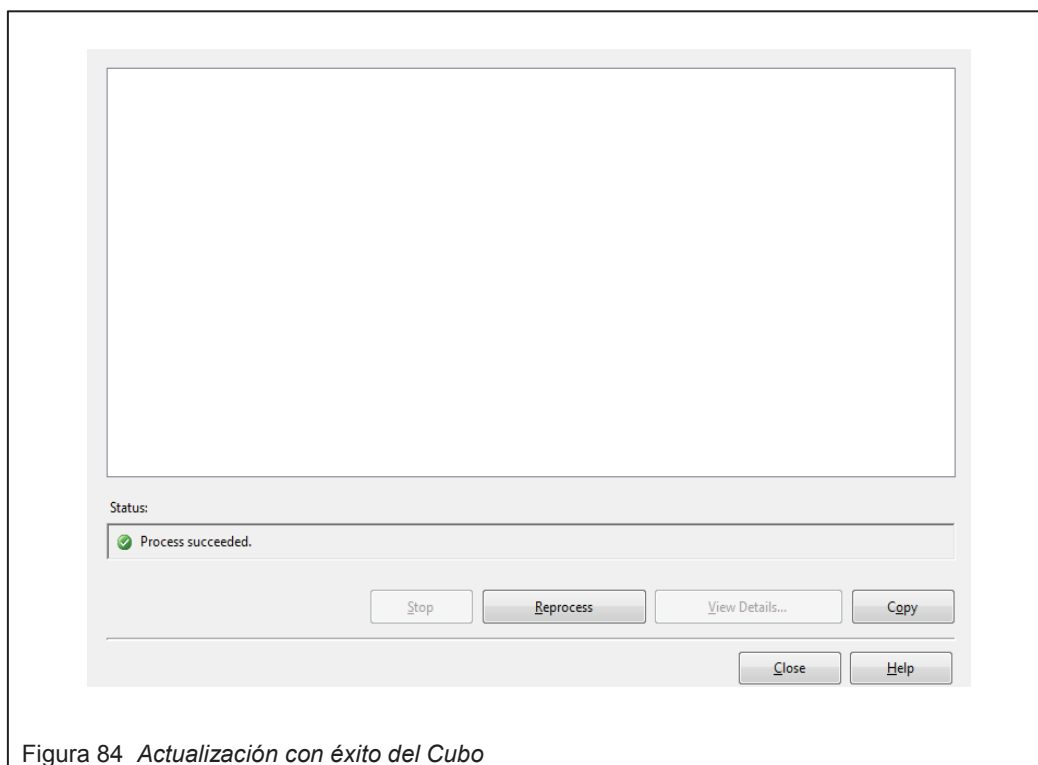 Status:
Process succeeded.
Stop Reprocess View Details... Copy
Close Help
Figura 84 Actualización con éxito del Cubo